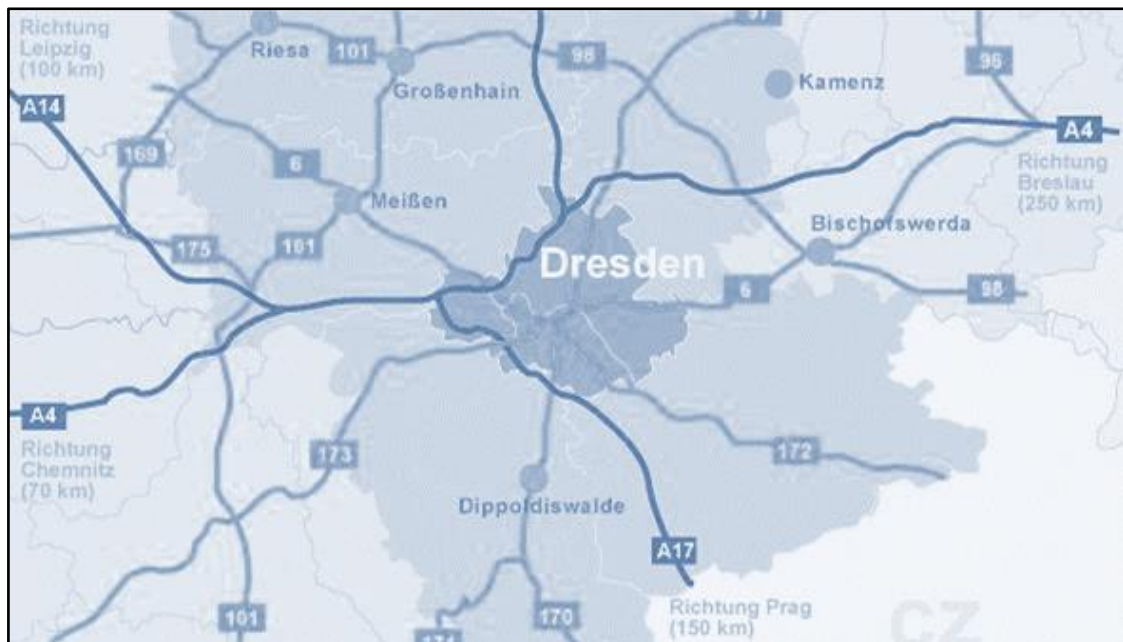 Richtung
Leipzig
(100 km)
Riesa
101
98
97
96
Großenhain
Kamenz
A14
A4
169
6
Meißen
Richtung
Breslau
(250 km)
Bischofswerda
175
101
Dresden
6
98
A4
Richtung
Chemnitz
(70 km)
173
172
Dippoldiswalde
A17
101
170
Richtung Prag
(150 km)
CZ